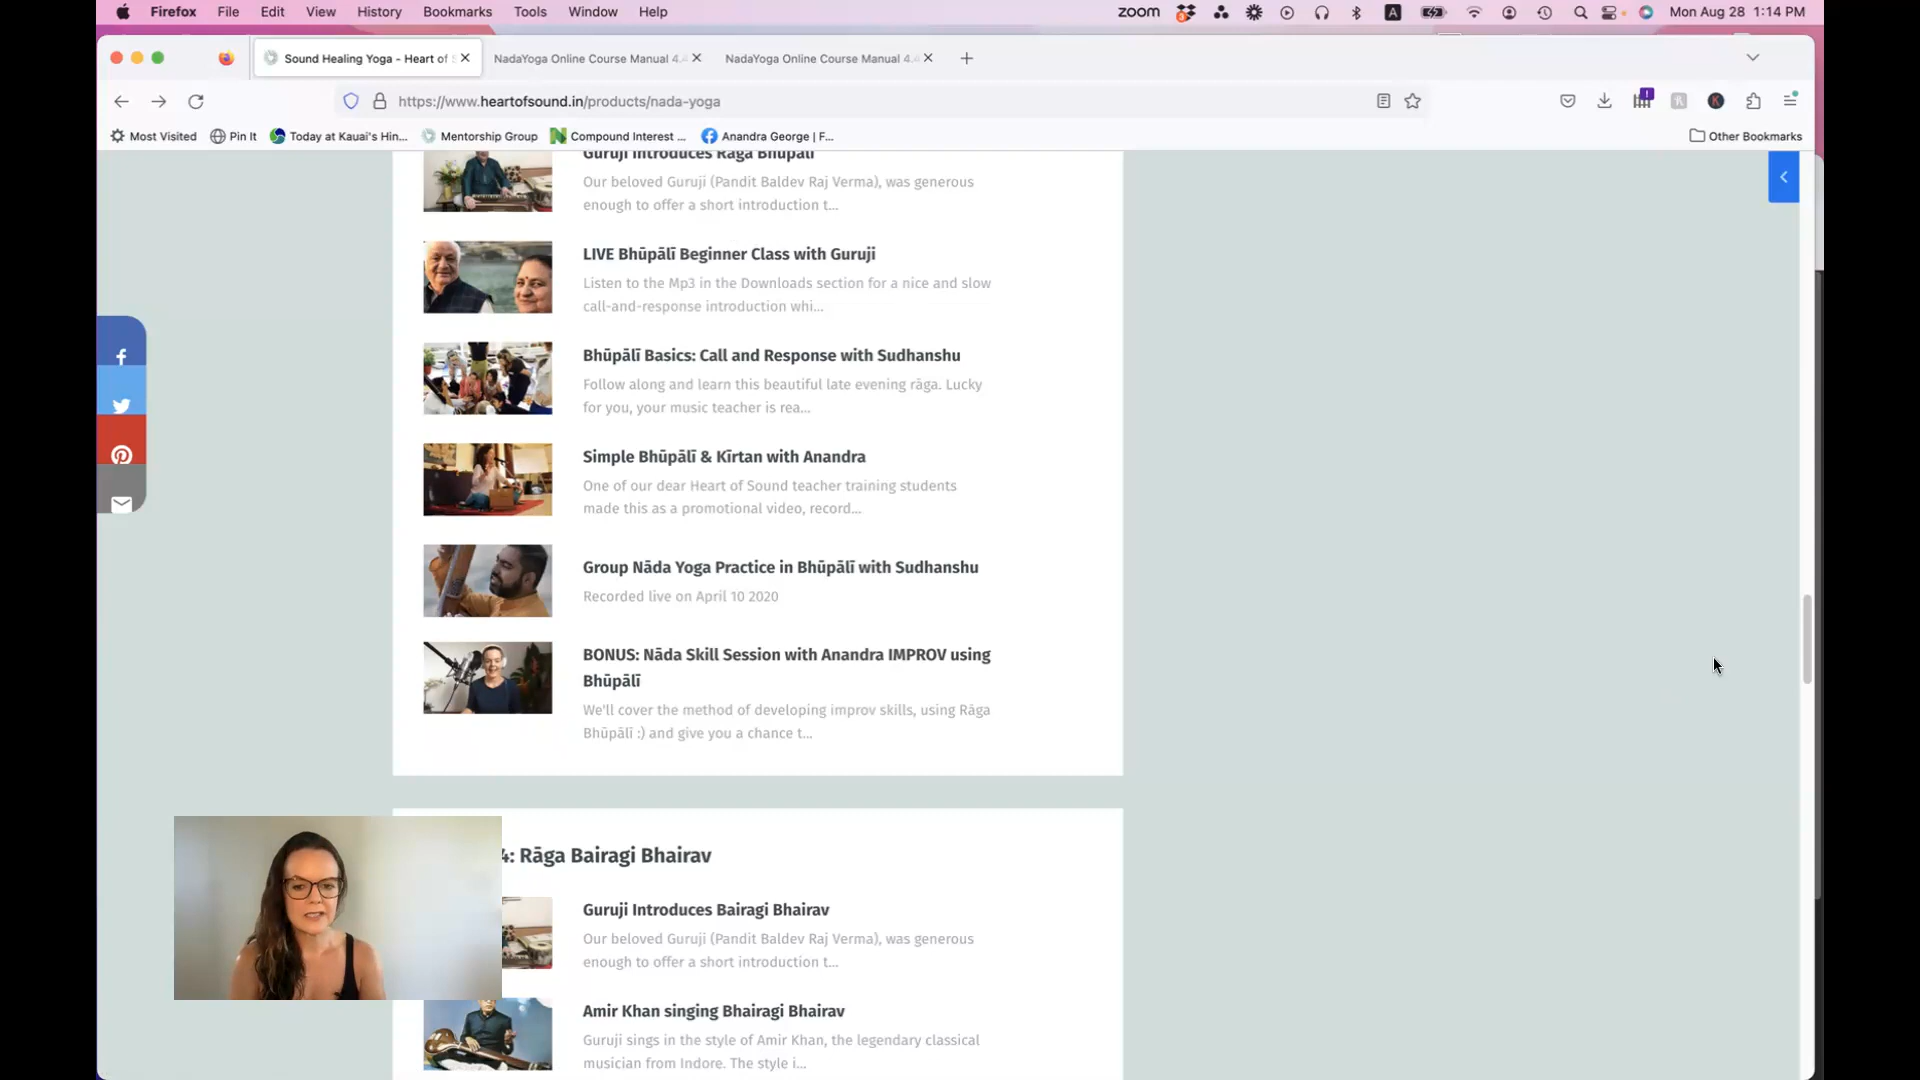 Firefox File Edit View History Bookmarks Tools Window Help zoom 3 A Mon Aug 28 1:14 PM
Sound Healing Yoga - Heart of S NadaYoga Online Course Manual 4.4 NadaYoga Online Course Manual 4.4
https://www.heartofsound.in/products/nada-yoga
Most Visited Pin It Today at Kauai's Hin... Mentorship Group Compound Interest ... Anandra George | F... Other Bookmarks
Guruji Introduces Rāga Bhūpālī
Our beloved Guruji (Pandit Baldev Raj Verma), was generous
enough to offer a short introduction t...
LIVE Bhūpālī Beginner Class with Guruji
Listen to the Mp3 in the Downloads section for a nice and slow
call-and-response introduction whi...
Bhūpālī Basics: Call and Response with Sudhanshu
Follow along and learn this beautiful late evening rāga. Lucky
for you, your music teacher is rea...
Simple Bhūpālī & Kīrtan with Anandra
One of our dear Heart of Sound teacher training students
made this as a promotional video, record...
Group Nāda Yoga Practice in Bhūpālī with Sudhanshu
Recorded live on April 10 2020
BONUS: Nāda Skill Session with Anandra IMPROV using
Bhūpālī
We'll cover the method of developing improv skills, using Rāga
Bhūpālī :) and give you a chance t...
4: Rāga Bairagi Bhairav
Guruji Introduces Bairagi Bhairav
Our beloved Guruji (Pandit Baldev Raj Verma), was generous
enough to offer a short introduction t...
Amir Khan singing Bhairagi Bhairav
Guruji sings in the style of Amir Khan, the legendary classical
musician from Indore. The style i...